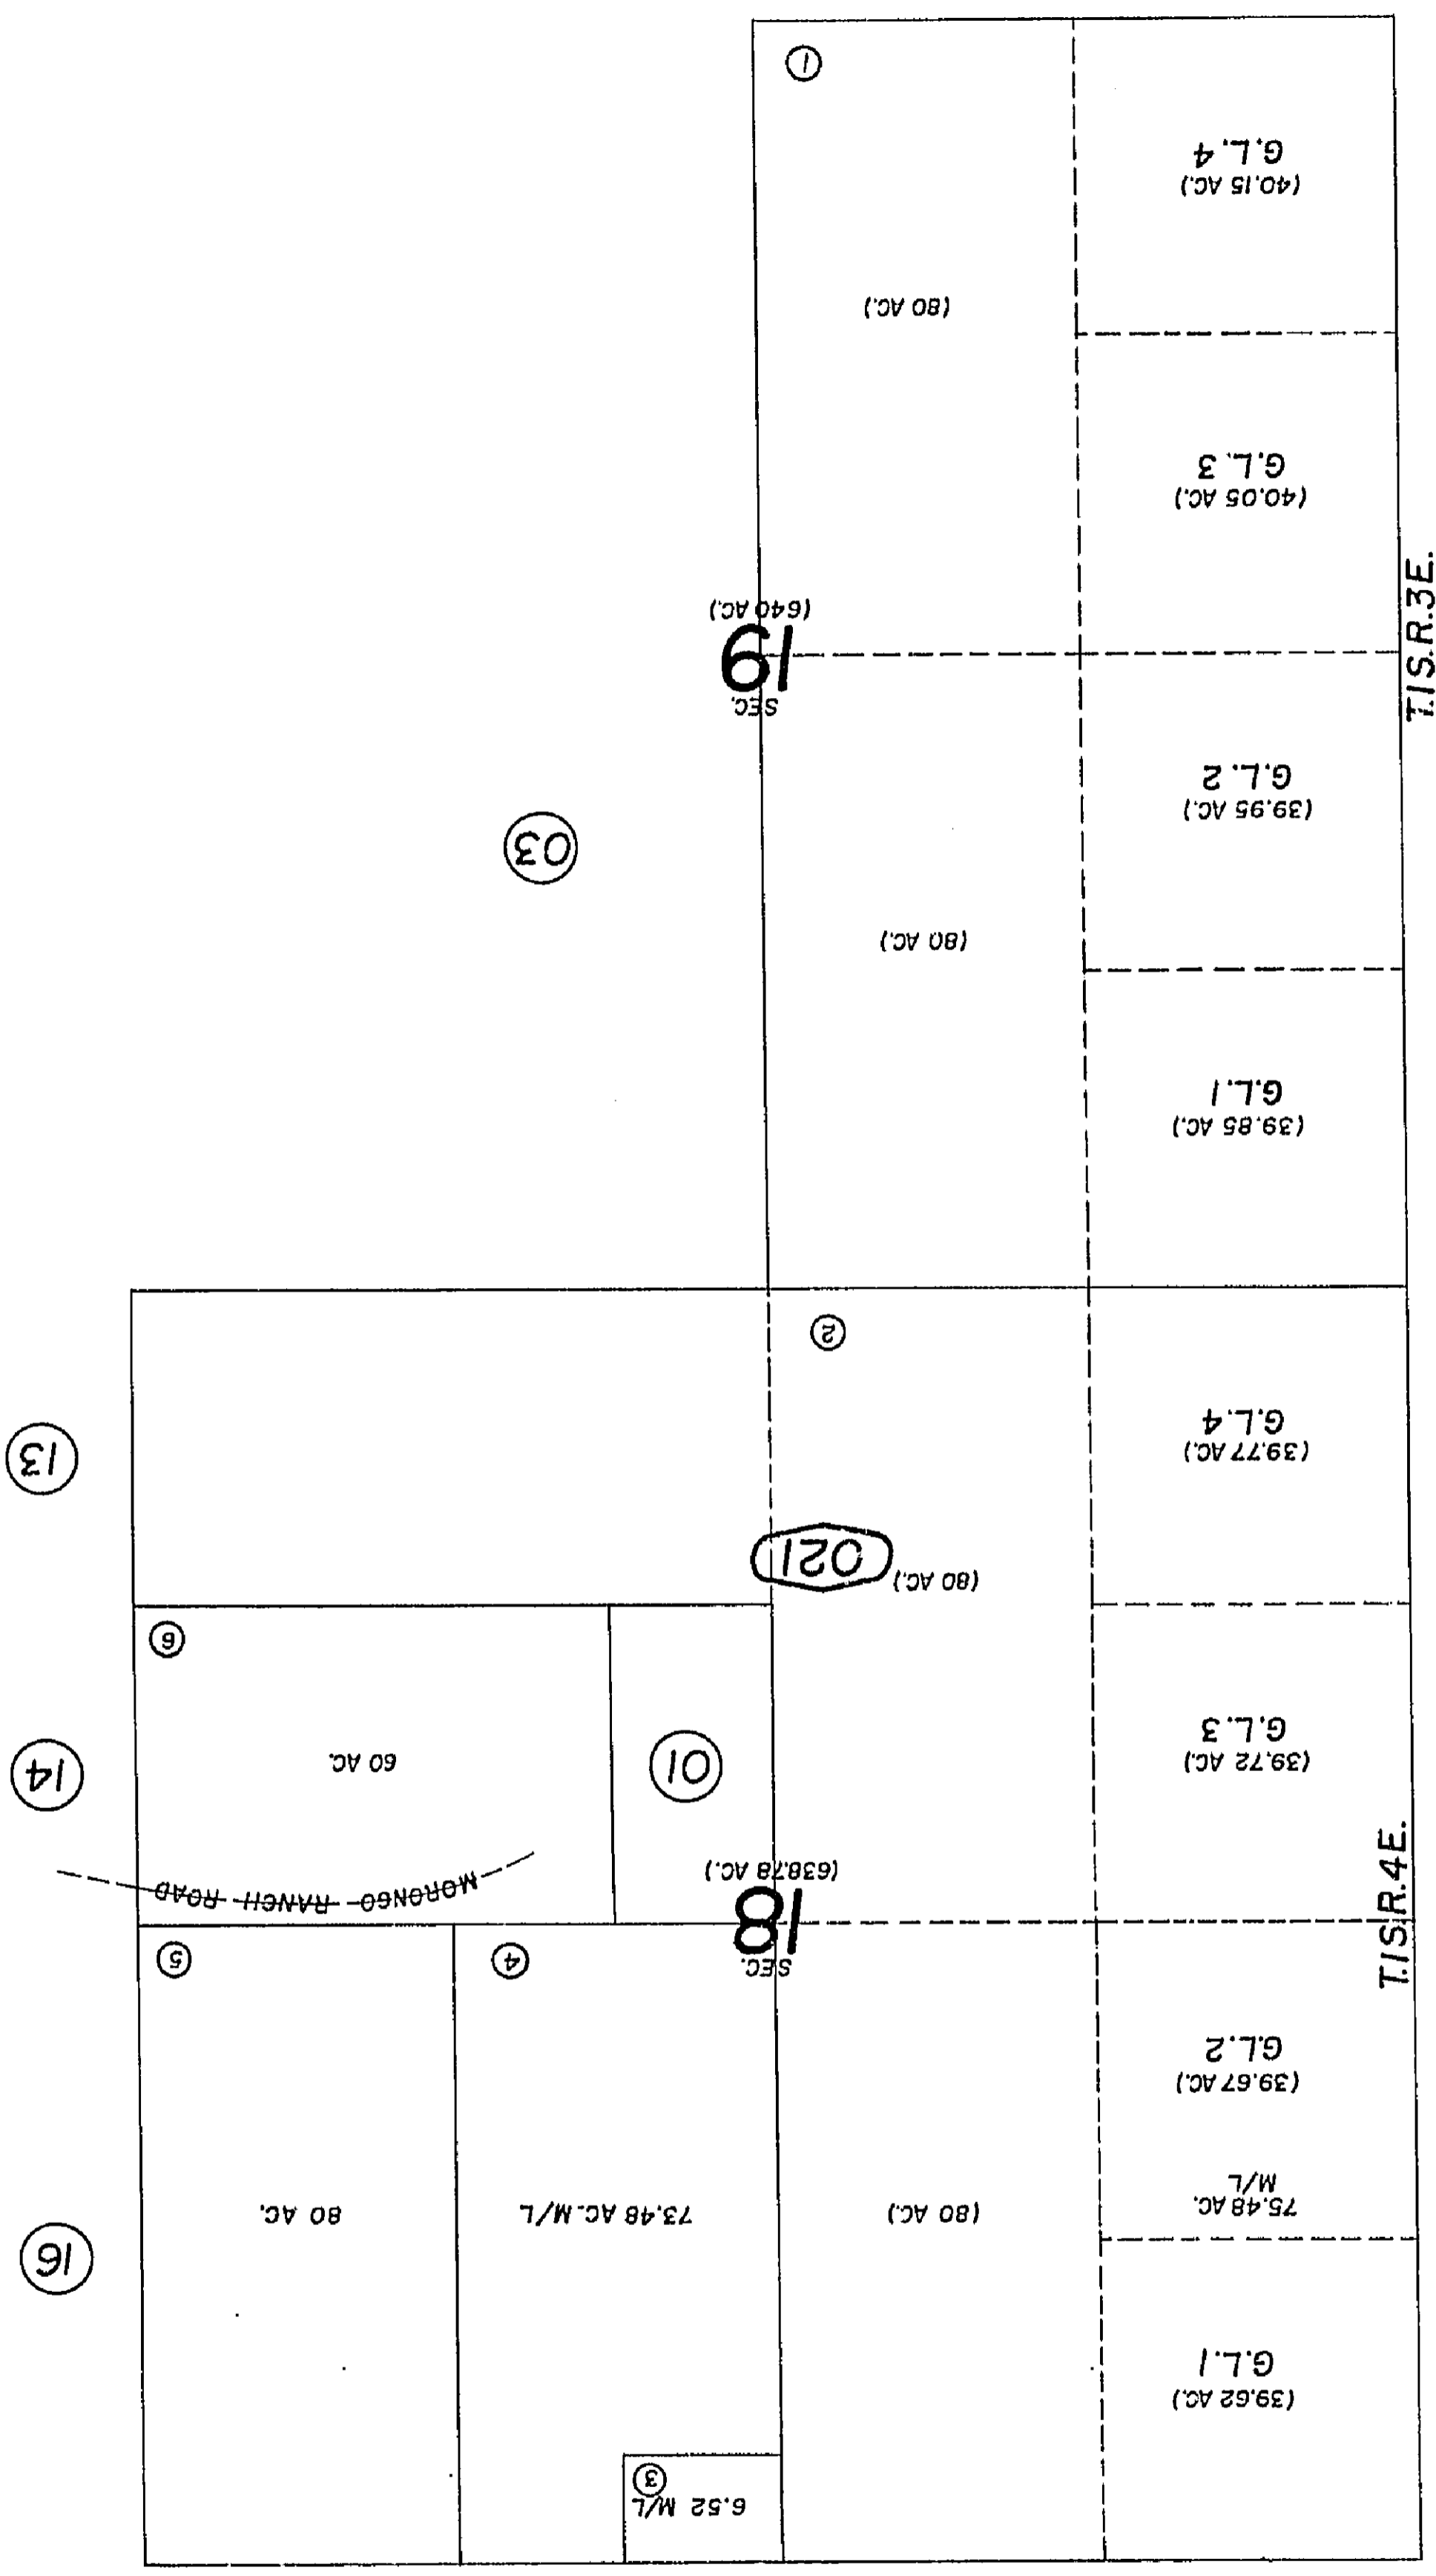 6.52 M/L
3
(39.62 AC.)
G.L.1
16
75.48 AC.
M/L
(80 AC.)
73.48 AC. M/L
80 AC.
(39.67 AC.)
G.L.2
SEC.
18
(638.78 AC.)
4
5
T.1S.R.4E.
MORONGO RANCH ROAD
(39.72 AC.)
G.L.3
01
60 AC.
14
6
(80 AC.)
021
(39.77 AC.)
G.L.4
13
2
(39.85 AC.)
G.L.1
(80 AC.)
03
(39.95 AC.)
G.L.2
SEC.
19
(640 AC.)
T.1S.R.3E.
(40.05 AC.)
G.L.3
(80 AC.)
(40.15 AC.)
G.L.4
1